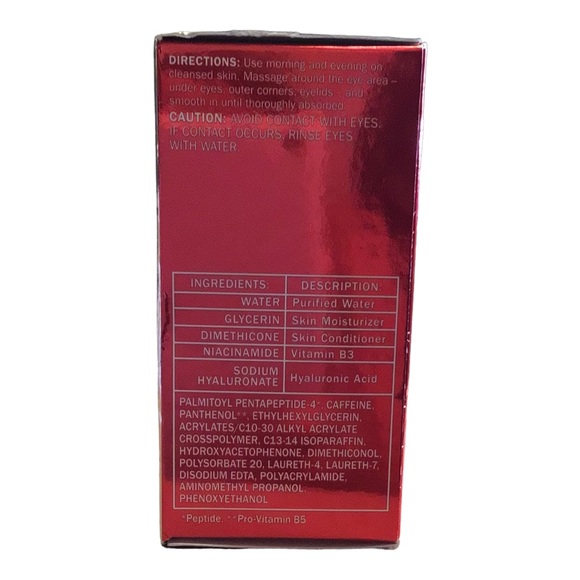 DIRECTIONS: Use morning and evening on
cleansed skin. Massage around the eye area –
under eyes, outer corners, eyelids – and
smooth in until thoroughly absorbed.
CAUTION: AVOID CONTACT WITH EYES.
IF CONTACT OCCURS, RINSE EYES
WITH WATER.
INGREDIENTS: DESCRIPTION:
WATER Purified Water
GLYCERIN Skin Moisturizer
DIMETHICONE Skin Conditioner
NIACINAMIDE Vitamin B3
SODIUM
HYALURONATE Hyaluronic Acid
PALMITOYL PENTAPEPTIDE-4*, CAFFEINE,
PANTHENOL**, ETHYLHEXYLGLYCERIN,
ACRYLATES/C10-30 ALKYL ACRYLATE
CROSSPOLYMER, C13-14 ISOPARAFFIN,
HYDROXYACETOPHENONE, DIMETHICONOL,
POLYSORBATE 20, LAURETH-4, LAURETH-7,
DISODIUM EDTA, POLYACRYLAMIDE,
AMINOMETHYL PROPANOL,
PHENOXYETHANOL
*Peptide. **Pro-Vitamin B5